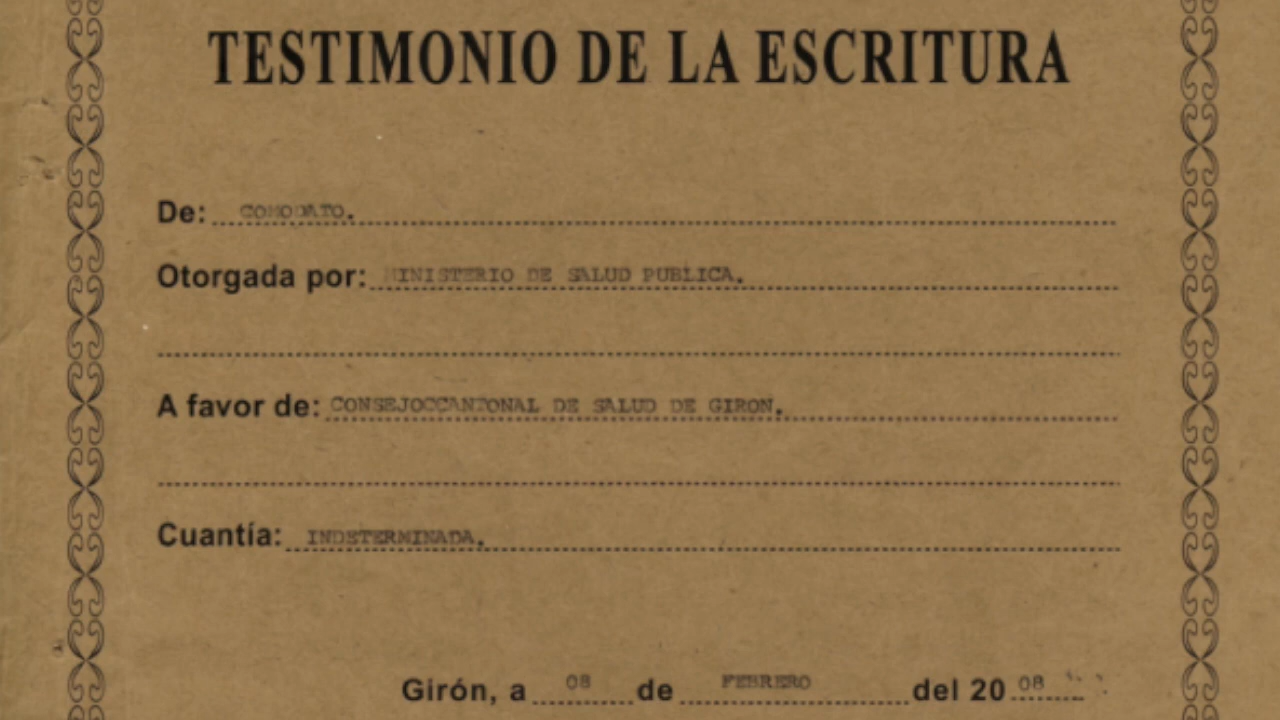 TESTIMONIO DE LA ESCRITURA
De: COMODATO.
Otorgada por: MINISTERIO DE SALUD PUBLICA.
A favor de: CONSEJOCCANTONAL DE SALUD DE GIRON.
Cuantía: INDETERMINADA.
Girón, a 08 de FEBRERO del 20 08